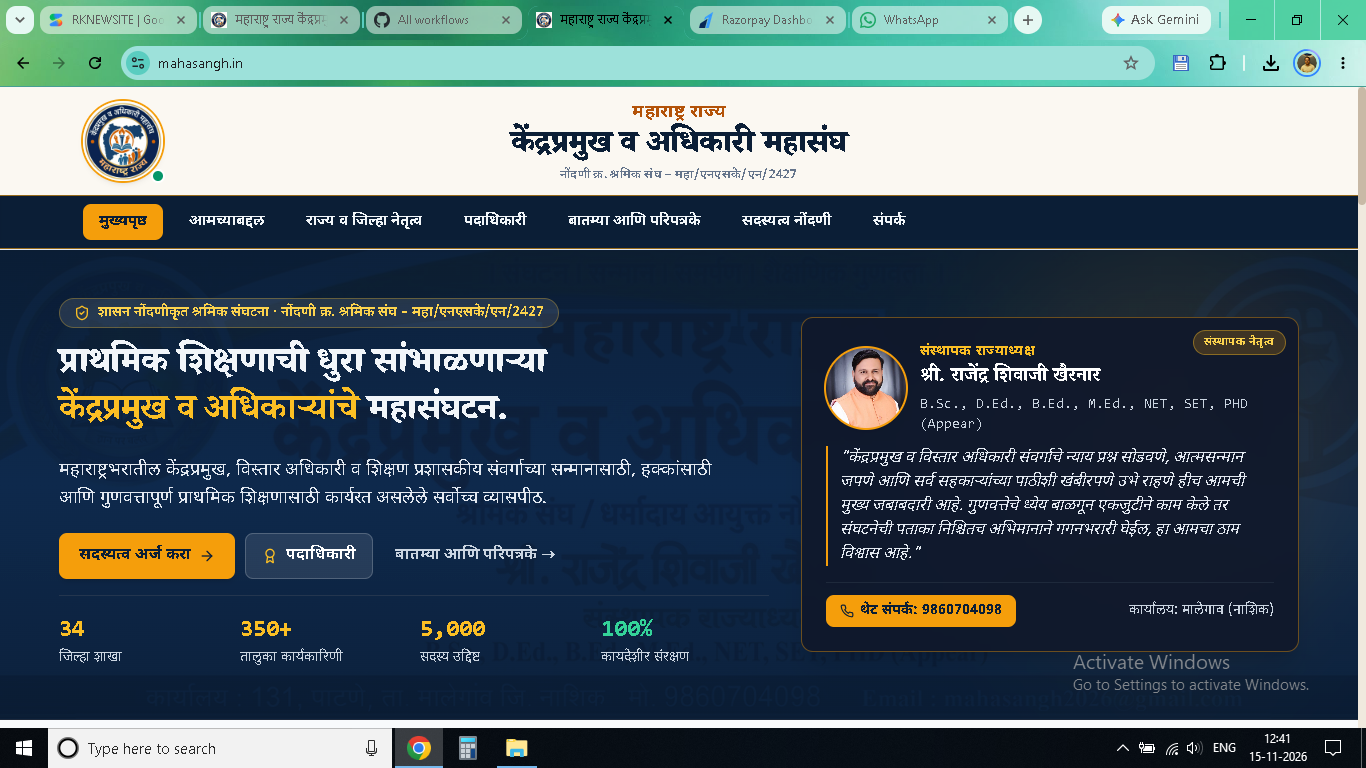 RKNEWSITE | Goo
महाराष्ट्र राज्य केंद्रप्रम
All workflows
महाराष्ट्र राज्य केंद्रप्रम
Razorpay Dashbo
WhatsApp
Ask Gemini
mahasangh.in
महाराष्ट्र राज्य
केंद्रप्रमुख व अधिकारी महासंघ
नोंदणी क्र. श्रमिक संघ – महा/एनएसके/एन/2427
मुख्यपृष्ठ
आमच्याबद्दल
राज्य व जिल्हा नेतृत्व
पदाधिकारी
बातम्या आणि परिपत्रके
सदस्यत्व नोंदणी
संपर्क
शासन नोंदणीकृत श्रमिक संघटना · नोंदणी क्र. श्रमिक संघ – महा/एनएसके/एन/2427
प्राथमिक शिक्षणाची धुरा सांभाळणाऱ्या
केंद्रप्रमुख व अधिकाऱ्यांचे महासंघटन.
महाराष्ट्रभरातील केंद्रप्रमुख, विस्तार अधिकारी व शिक्षण प्रशासकीय संवर्गाच्या सन्मानासाठी, हक्कांसाठी
आणि गुणवत्तापूर्ण प्राथमिक शिक्षणासाठी कार्यरत असलेले सर्वोच्च व्यासपीठ.
सदस्यत्व अर्ज करा →
पदाधिकारी
बातम्या आणि परिपत्रके →
34
जिल्हा शाखा
350+
तालुका कार्यकारिणी
5,000
सदस्य उद्दिष्ट
100%
कायदेशीर संरक्षण
संस्थापक नेतृत्व
संस्थापक राज्याध्यक्ष
श्री. राजेंद्र शिवाजी खैरनार
B.Sc., D.Ed., B.Ed., M.Ed., NET, SET, PHD
(Appear)
"केंद्रप्रमुख व विस्तार अधिकारी संवर्गाचे न्याय प्रश्न सोडवणे, आत्मसन्मान
जपणे आणि सर्व सहकाऱ्यांच्या पाठीशी खंबीरपणे उभे राहणे हीच आमची
मुख्य जबाबदारी आहे. गुणवत्तेचे ध्येय बाळगून एकजुटीने काम केले तर
संघटनेची पताका निश्चितच अभिमानाने गगनभरारी घेईल, हा आमचा ठाम
विश्वास आहे."
थेट संपर्क: 9860704098
कार्यालय: मालेगाव (नाशिक)
Activate Windows
Go to Settings to activate Windows.
Type here to search
ENG
12:41
15-11-2026